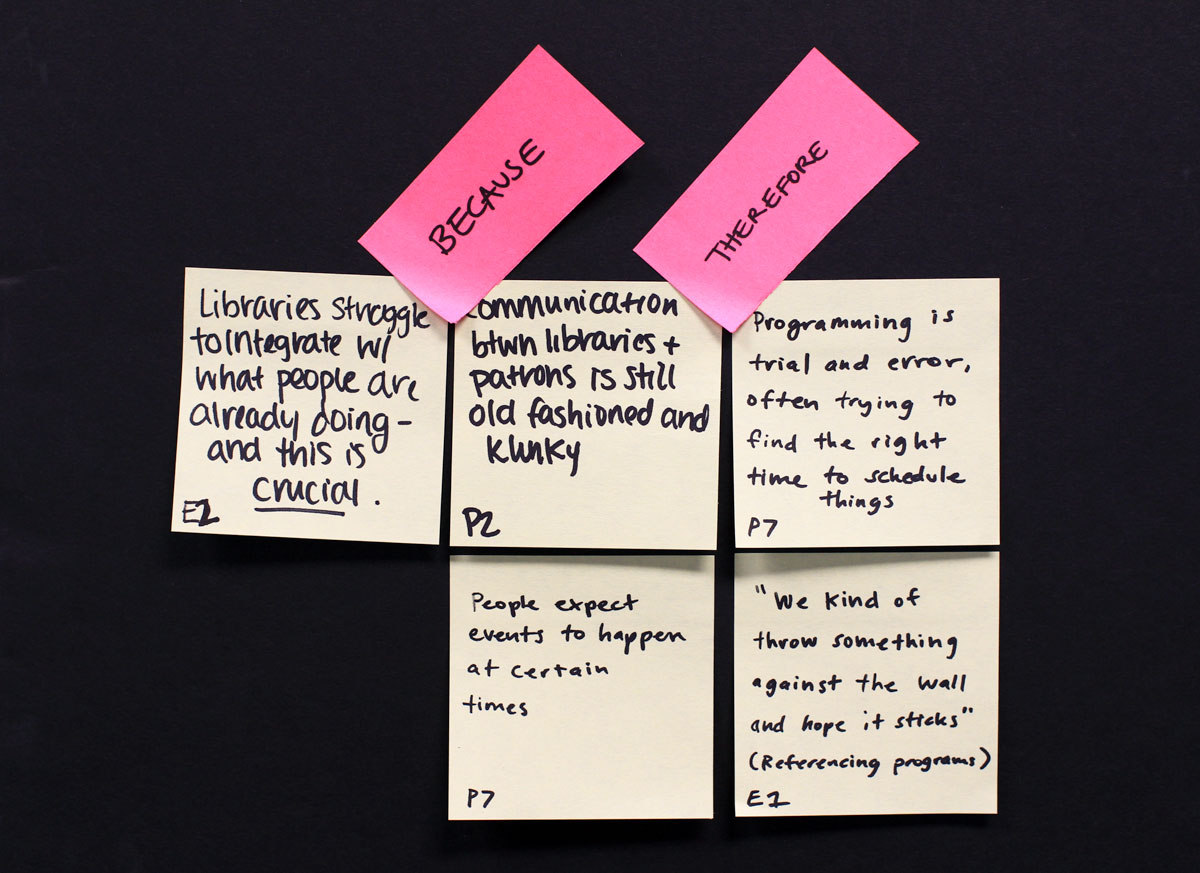 BECAUSE
THEREFORE
Libraries struggle
to integrate w/
what people are
already doing –
and this is
crucial.
E1
communication
btwn libraries +
patrons is still
old fashioned and
klunky
P2
Programming is
trial and error,
often trying to
find the right
time to schedule
things
P7
People expect
events to happen
at certain
times
P7
"We kind of
throw something
against the wall
and hope it sticks"
(Referencing programs)
E1